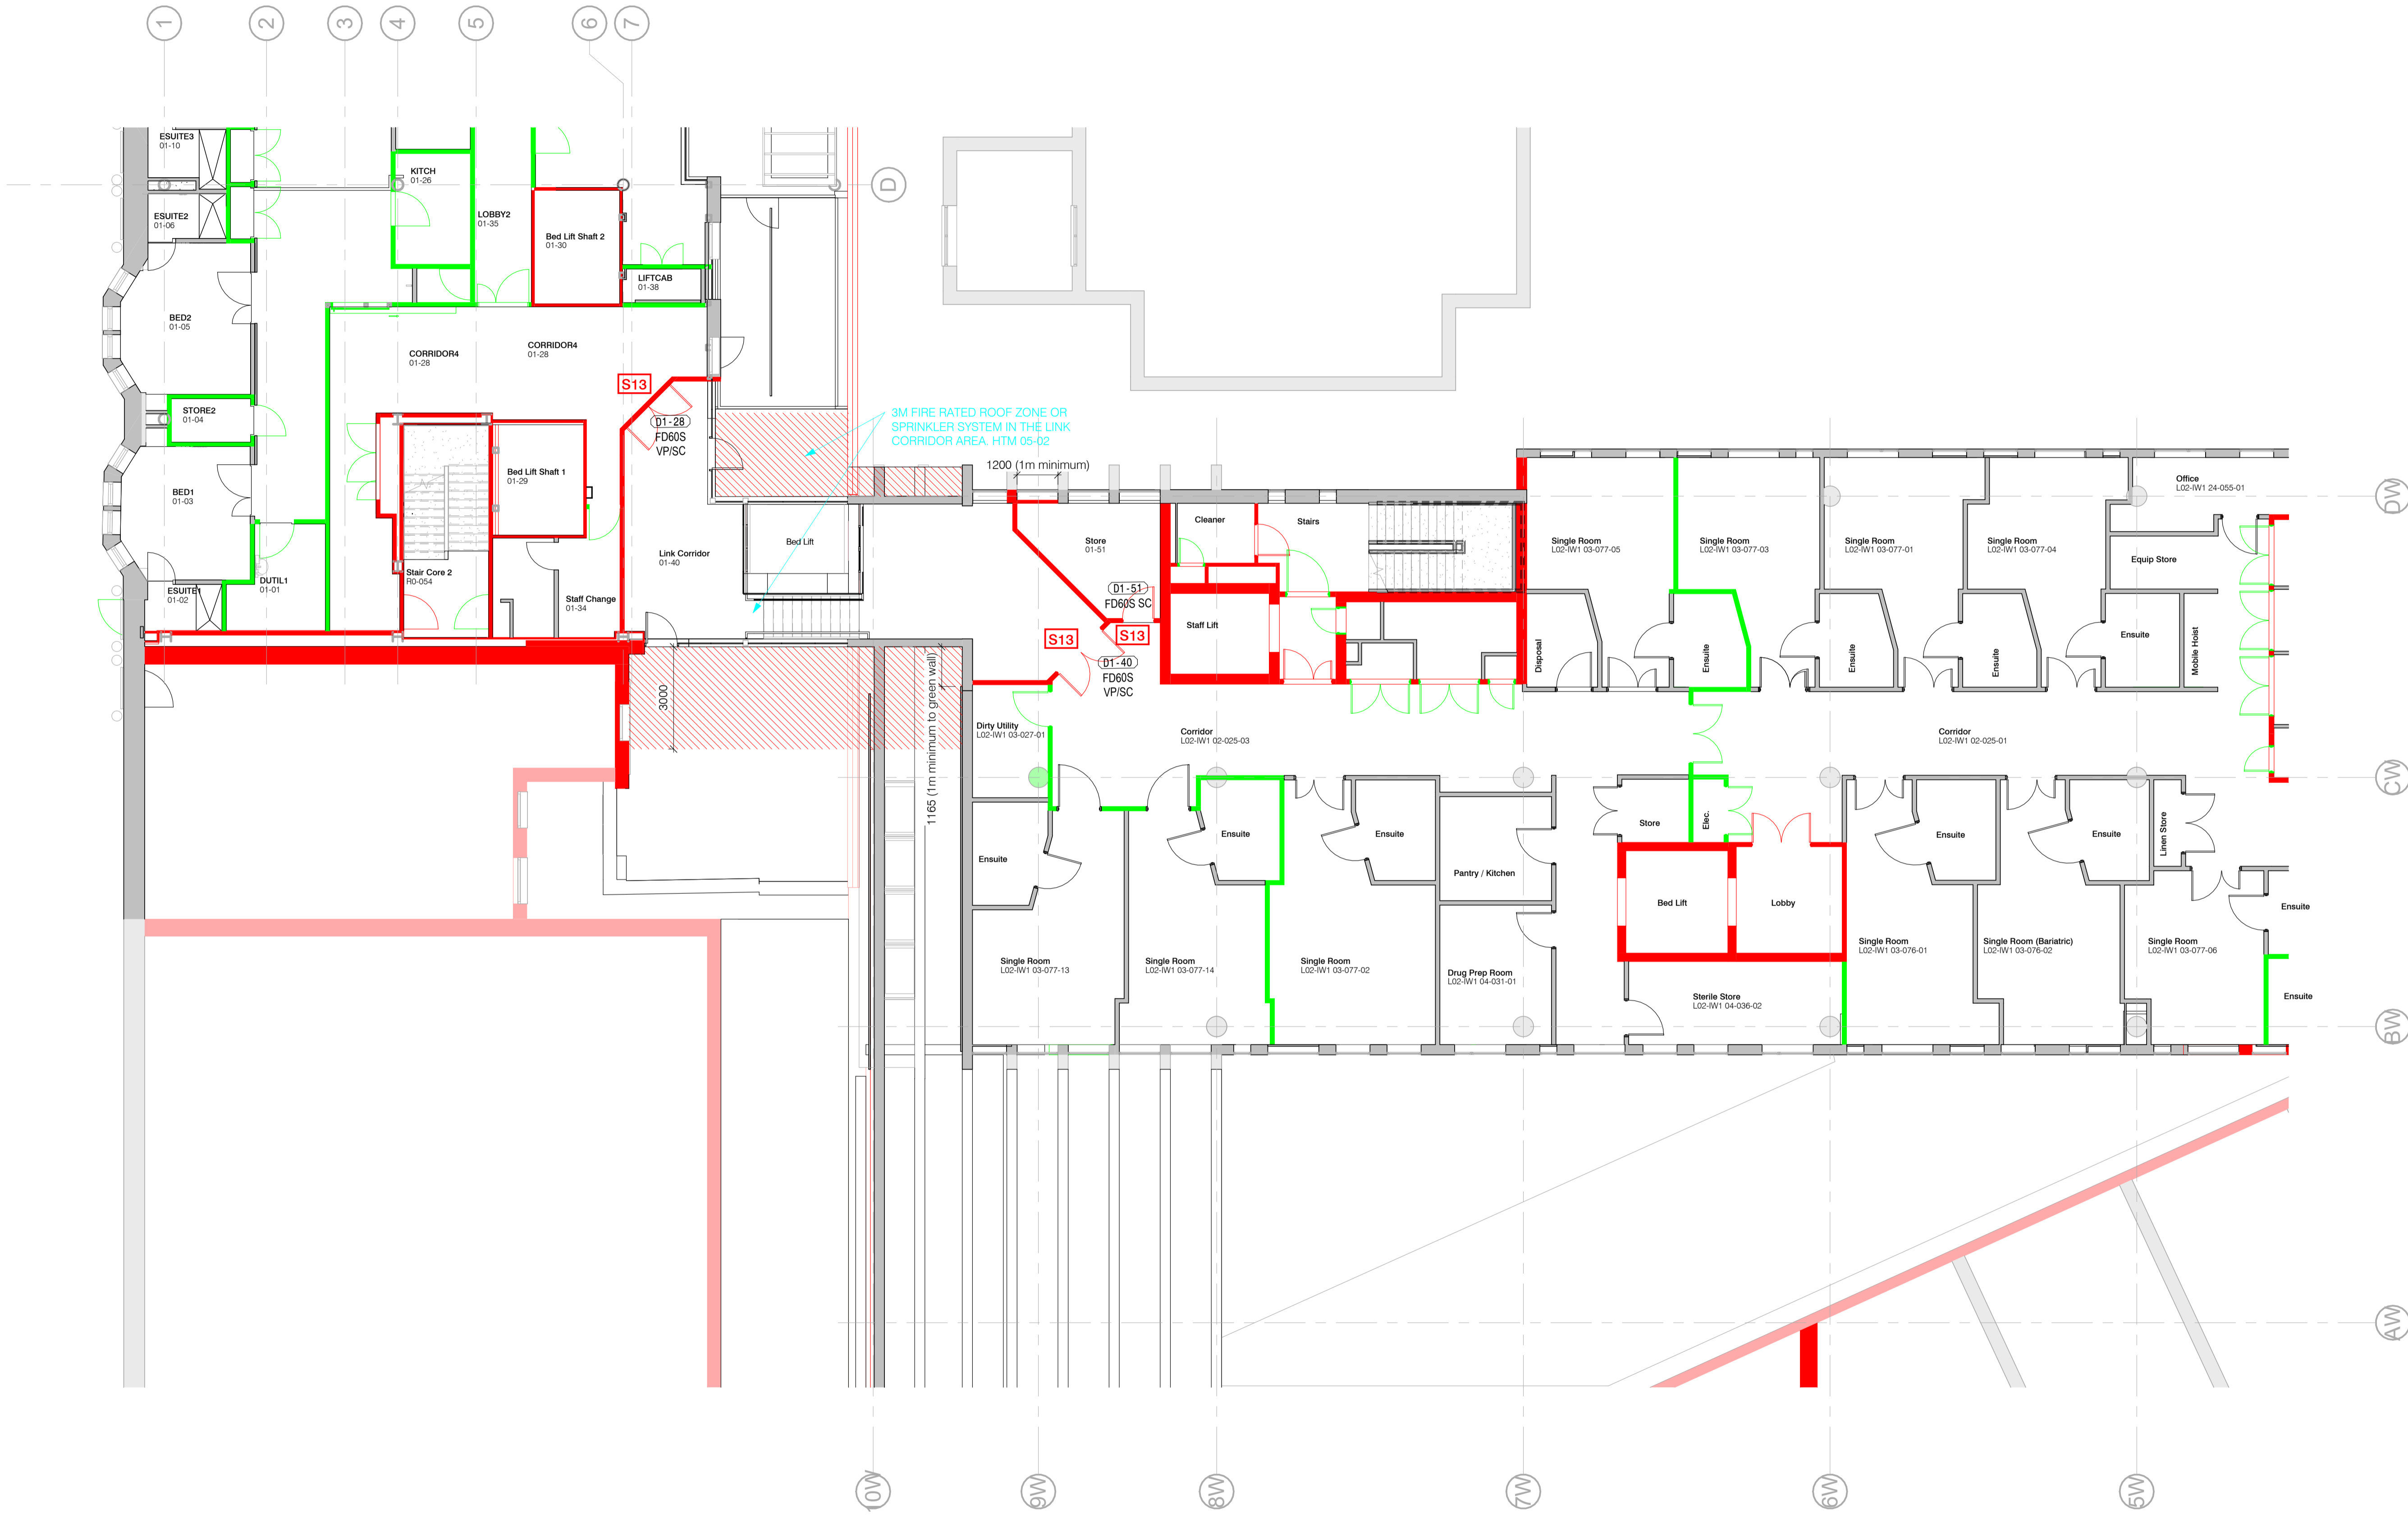 1
2
3
4
5
6
7
D
ESUITE3
01-10
KITCH
01-26
ESUITE2
01-06
LOBBY2
01-35
Bed Lift Shaft 2
01-30
LIFTCAB
01-38
BED2
01-05
CORRIDOR4
01-28
CORRIDOR4
01-28
S13
D1-28
FD60S
VP/SC
STORE2
01-04
3M FIRE RATED ROOF ZONE OR
SPRINKLER SYSTEM IN THE LINK
CORRIDOR AREA. HTM 05-02
1200 (1m minimum)
Bed Lift Shaft 1
01-29
BED1
01-03
Office
L02-IW1 24-055-01
DW
Cleaner
Stairs
Store
01-51
Single Room
L02-IW1 03-077-05
Single Room
L02-IW1 03-077-03
Single Room
L02-IW1 03-077-01
Single Room
L02-IW1 03-077-04
Equip Store
Link Corridor
01-40
Bed Lift
Stair Core 2
R0-054
DUTIL1
01-01
ESUITE1
01-02
Staff Change
01-34
D1-51
FD60S SC
S13
S13
D1-40
FD60S
VP/SC
Staff Lift
Disposal
Ensuite
Ensuite
Ensuite
Ensuite
Mobile Hoist
3000
1165 (1m minimum to green wall)
Dirty Utility
L02-IW1 03-027-01
Corridor
L02-IW1 02-025-03
Corridor
L02-IW1 02-025-01
CW
Ensuite
Ensuite
Ensuite
Store
Elec.
Ensuite
Ensuite
Linen Store
Pantry / Kitchen
Bed Lift
Lobby
Ensuite
Single Room
L02-IW1 03-077-13
Single Room
L02-IW1 03-077-14
Single Room
L02-IW1 03-077-02
Drug Prep Room
L02-IW1 04-031-01
Single Room
L02-IW1 03-076-01
Single Room (Bariatric)
L02-IW1 03-076-02
Single Room
L02-IW1 03-077-06
Sterile Store
L02-IW1 04-036-02
Ensuite
BW
AW
10W
9W
8W
7W
6W
5W